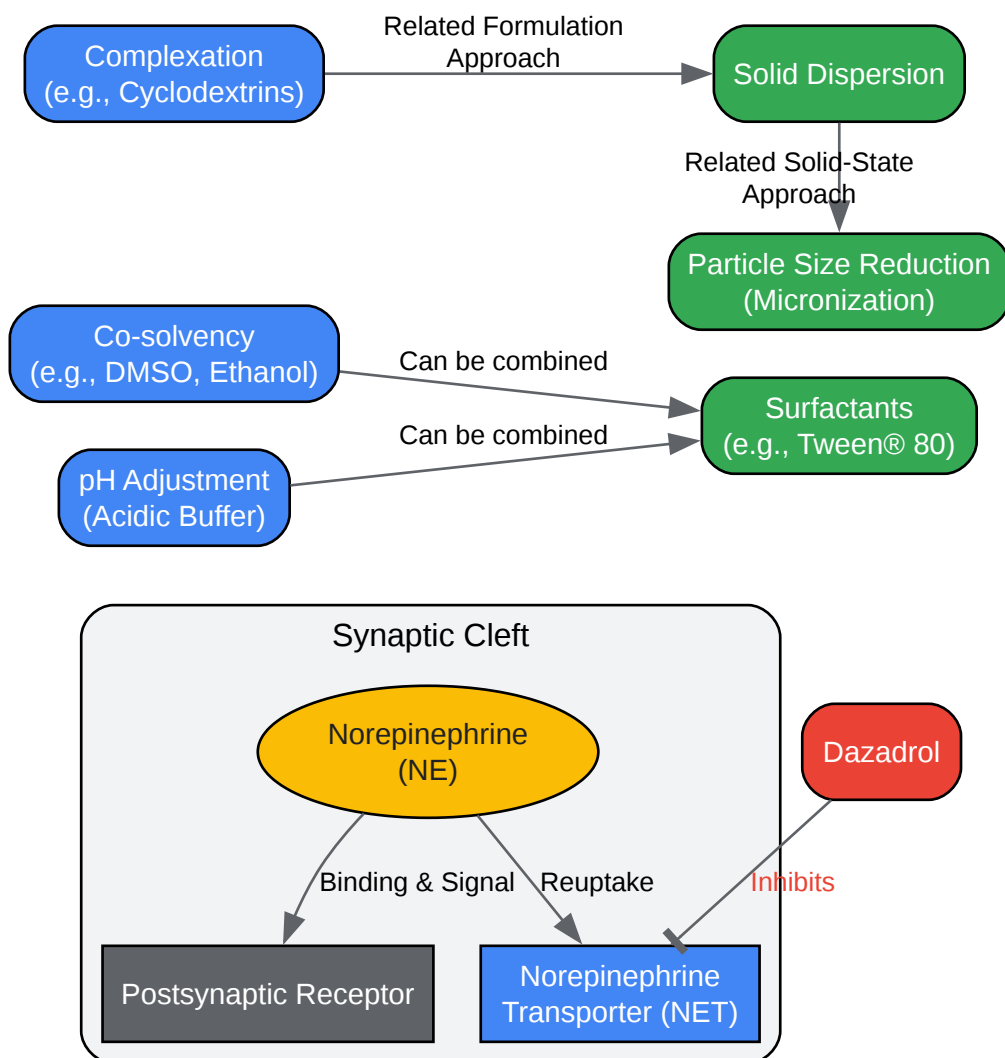 Related Formulation
Approach
Complexation
(e.g., Cyclodextrins)
Solid Dispersion
Related Solid-State
Approach
Particle Size Reduction
(Micronization)
Co-solvency
(e.g., DMSO, Ethanol)
Can be combined
Surfactants
(e.g., Tween® 80)
Can be combined
pH Adjustment
(Acidic Buffer)
Synaptic Cleft
Norepinephrine
(NE)
Dazadrol
Binding & Signal
Reuptake
Inhibits
Postsynaptic Receptor
Norepinephrine
Transporter (NET)